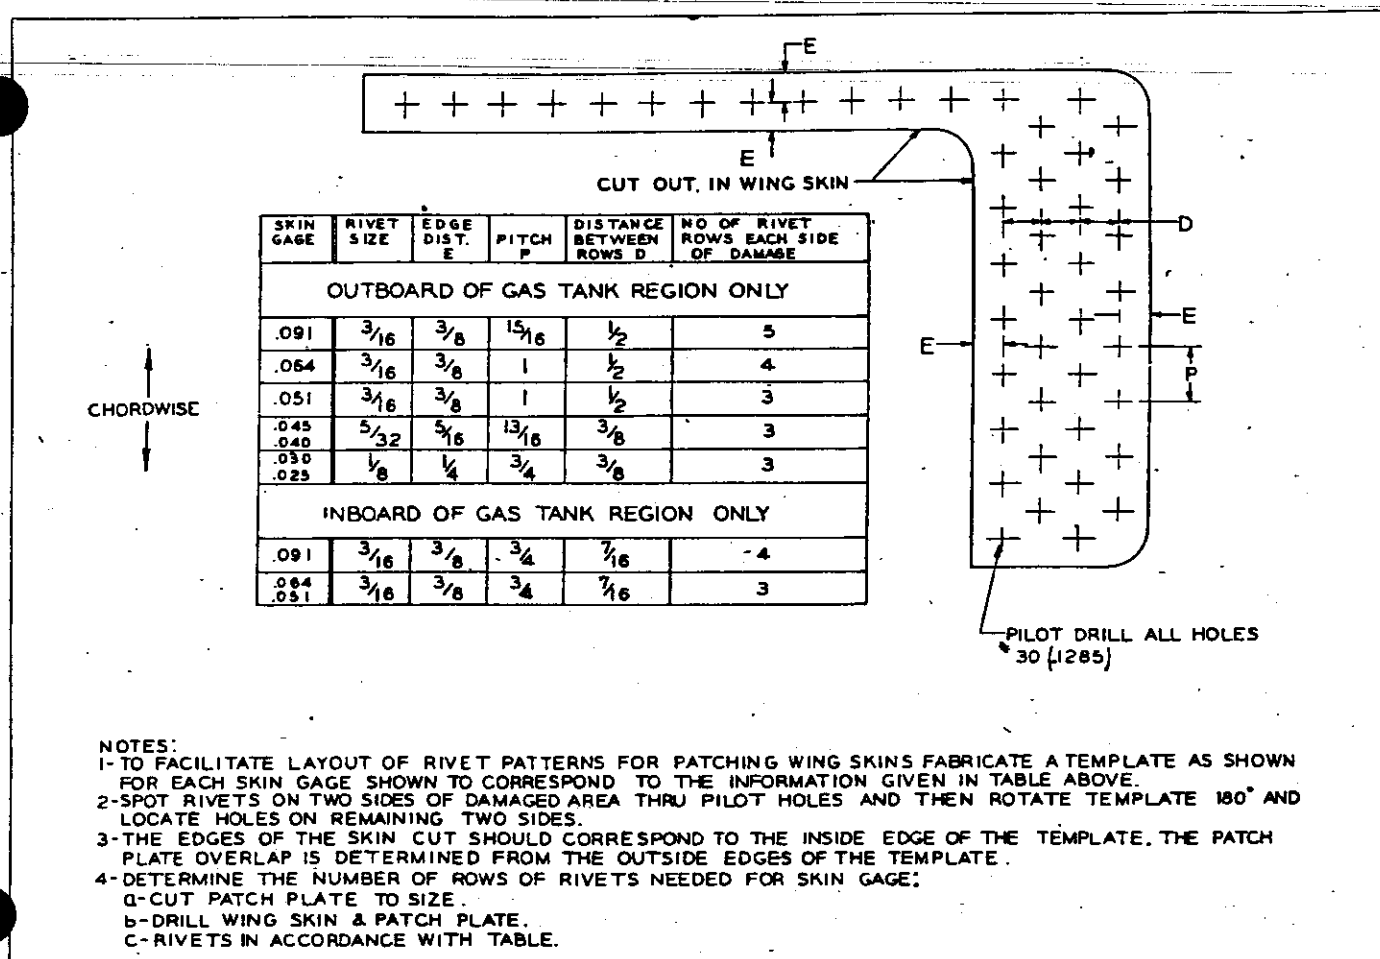 E
E
CUT OUT, IN WING SKIN
D
SKIN GAGE | RIVET SIZE | EDGE DIST. E | PITCH P | DISTANCE BETWEEN ROWS D | NO OF RIVET ROWS EACH SIDE OF DAMAGE
OUTBOARD OF GAS TANK REGION ONLY
.091 3/16 3/8 15/16 1/2 5
.064 3/16 3/8 1 1/2 4
.051 3/16 3/8 1 1/2 3
.045 .040 5/32 5/16 13/16 3/8 3
.030 .025 1/8 1/4 3/4 3/8 3
INBOARD OF GAS TANK REGION ONLY
.091 3/16 3/8 3/4 7/16 4
.064 .051 3/16 3/8 3/4 7/16 3
CHORDWISE
E
E
P
PILOT DRILL ALL HOLES
#30 (.1285)
NOTES:
1-TO FACILITATE LAYOUT OF RIVET PATTERNS FOR PATCHING WING SKINS FABRICATE A TEMPLATE AS SHOWN
FOR EACH SKIN GAGE SHOWN TO CORRESPOND TO THE INFORMATION GIVEN IN TABLE ABOVE.
2-SPOT RIVETS ON TWO SIDES OF DAMAGED AREA THRU PILOT HOLES AND THEN ROTATE TEMPLATE 180° AND
LOCATE HOLES ON REMAINING TWO SIDES.
3-THE EDGES OF THE SKIN CUT SHOULD CORRESPOND TO THE INSIDE EDGE OF THE TEMPLATE. THE PATCH
PLATE OVERLAP IS DETERMINED FROM THE OUTSIDE EDGES OF THE TEMPLATE.
4-DETERMINE THE NUMBER OF ROWS OF RIVETS NEEDED FOR SKIN GAGE:
a-CUT PATCH PLATE TO SIZE.
b-DRILL WING SKIN & PATCH PLATE.
C-RIVETS IN ACCORDANCE WITH TABLE.